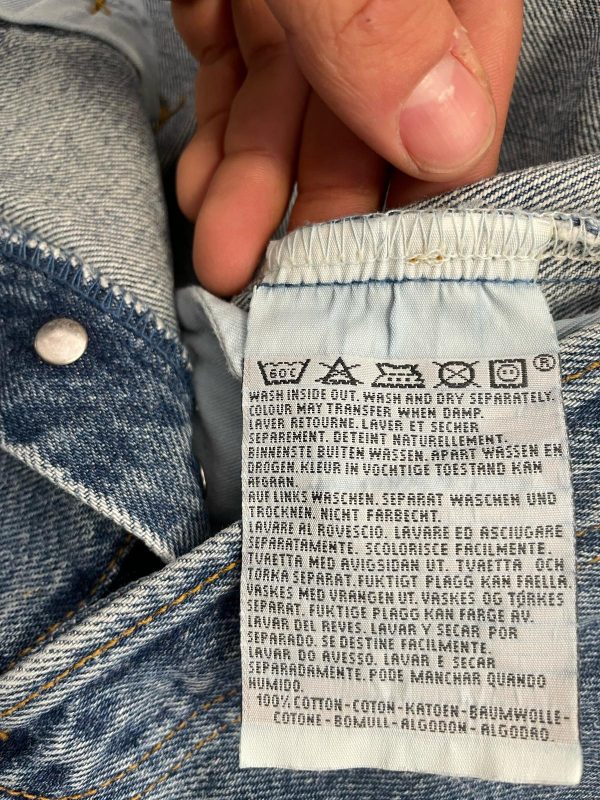 60°C ®
WASH INSIDE OUT. WASH AND DRY SEPARATELY.
COLOUR MAY TRANSFER WHEN DAMP.
LAVER RETOURNE. LAVER ET SECHER
SEPAREMENT. DETEINT NATURELLEMENT.
BINNENSTE BUITEN WASSEN. APART WASSEN EN
DROGEN. KLEUR IN VOCHTIGE TOESTAND KAN
AEGRAN.
AUF LINKS WASCHEN. SEPARAT WASCHEN UND
TROCKNEN. NICHT FARBECHT.
LAVARE AL ROVESCIO. LAVARE ED ASCIUGARE
SEPARATAMENTE. SCOLORISCE FACILMENTE.
TVAETTA MED AVIGSIDAN UT. TVAETTA OCH
TORKA SEPARAT. FUKTIGT PLAGG KAN FAELLA.
VASKES MED VRANGEN UT. VASKES OG TØRKES
SEPARAT. FUKTIGE PLAGG KAN FARGE AV.
LAVAR DEL REVES. LAVAR Y SECAR POR
SEPARADO. SE DESTINE FACILMENTE.
LAVAR DO AVESSO. LAVAR E SECAR
SEPARADAMENTE. PODE MANCHAR QUANDO
HUMIDO.
100% COTTON-COTON-KATOEN-BAUMWOLLE-
COTONE-BOMULL-ALGODON-ALGODRO